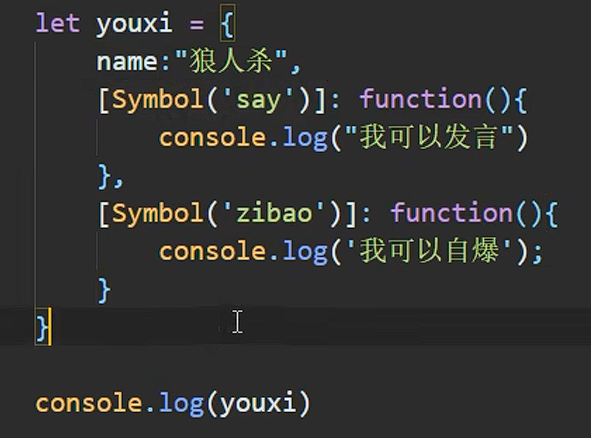 let youxi = {
name:"狼人杀",
[Symbol('say')]: function(){
console.log("我可以发言")
},
[Symbol('zibao')]: function(){
console.log('我可以自爆');
}
}
console.log(youxi)